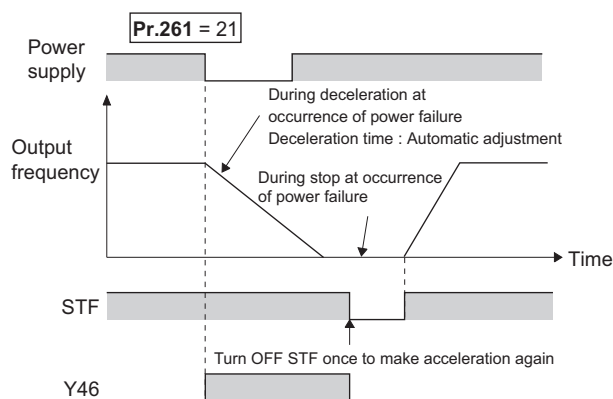 Pr.261 = 21
Power
supply
During deceleration at
occurrence of power failure
Deceleration time : Automatic adjustment
Output
frequency
During stop at occurrence
of power failure
Time
STF
Turn OFF STF once to make acceleration again
Y46